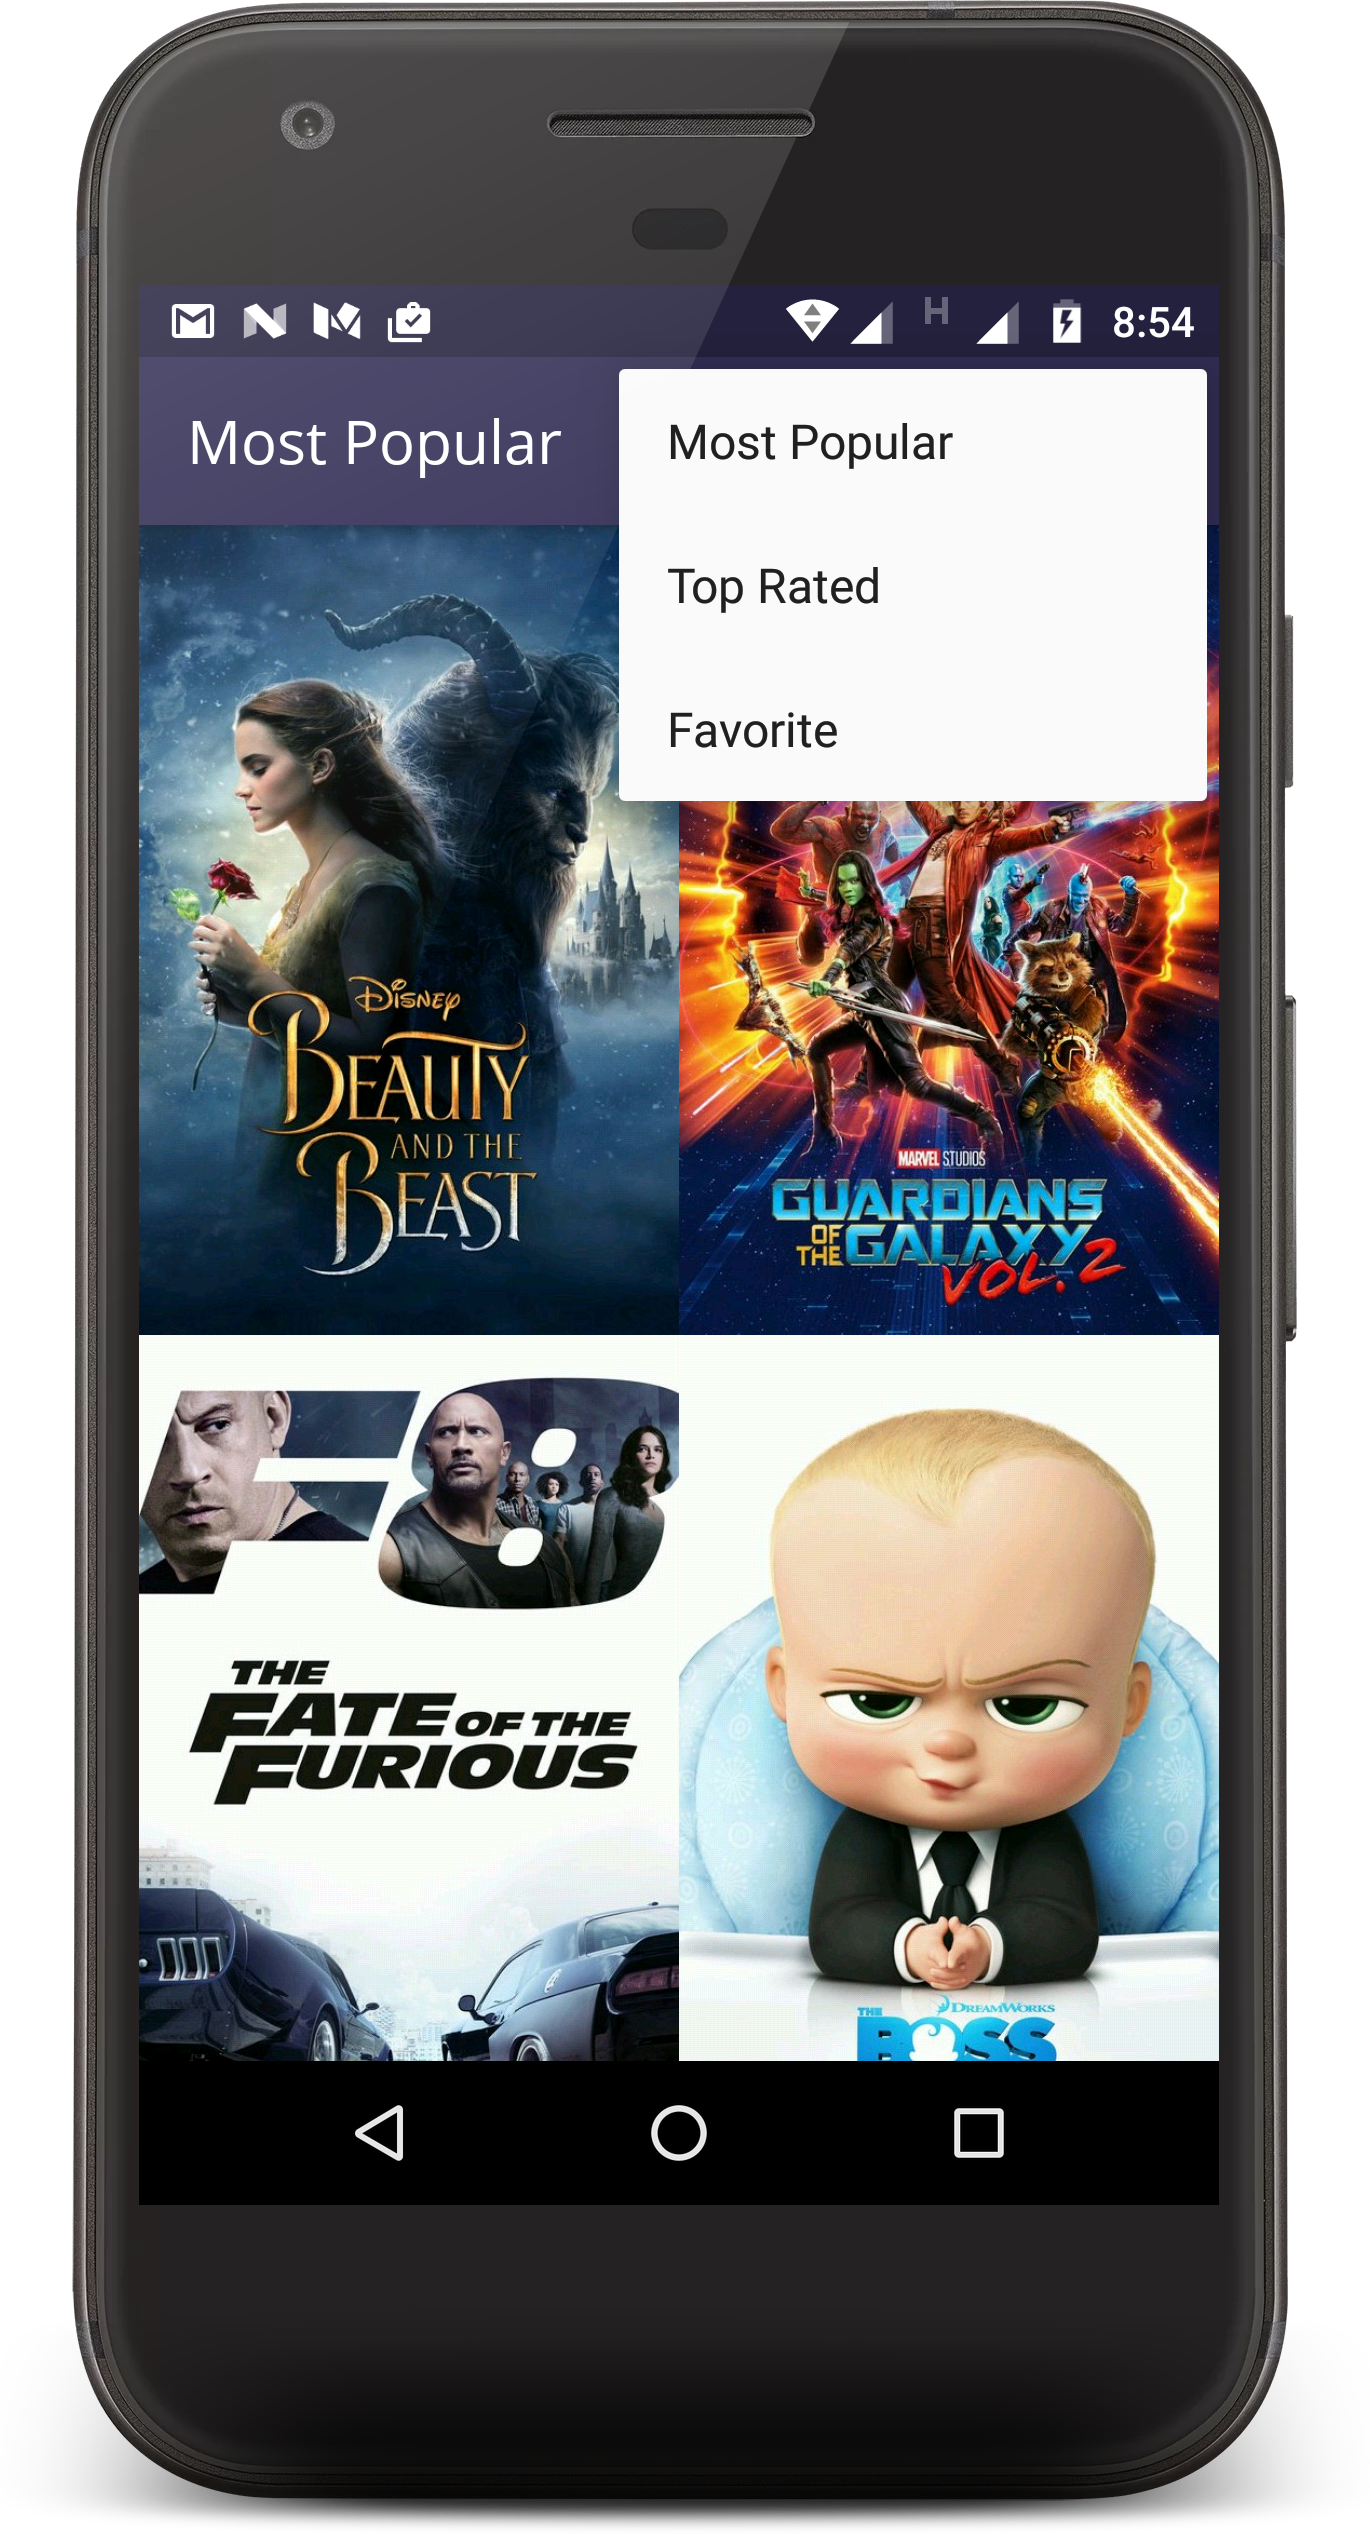 H
8:54
Most Popular
Most Popular
Top Rated
Favorite
DISNEY
BEAUTY
AND THE
BEAST
MARVEL STUDIOS
GUARDIANS
OF THE GALAXY
VOL. 2
F8
THE
FATE OF THE
FURIOUS
DREAMWORKS
THE
BOSS